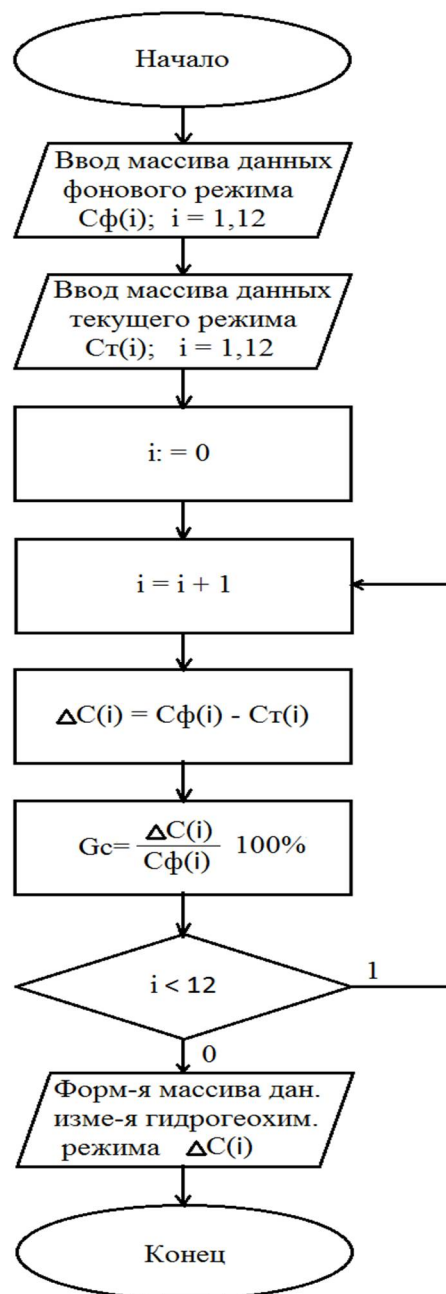 Начало
Ввод массива данных
фонового режима
Сф(i); i = 1,12
Ввод массива данных
текущего режима
Ст(i); i = 1,12
i: = 0
i = i + 1
ΔC(i) = Сф(i) - Ст(i)
Gc= ΔC(i)/Сф(i) 100%
i < 12
1
0
Форм-я массива дан.
изме-я гидрогеохим.
режима ΔC(i)
Конец